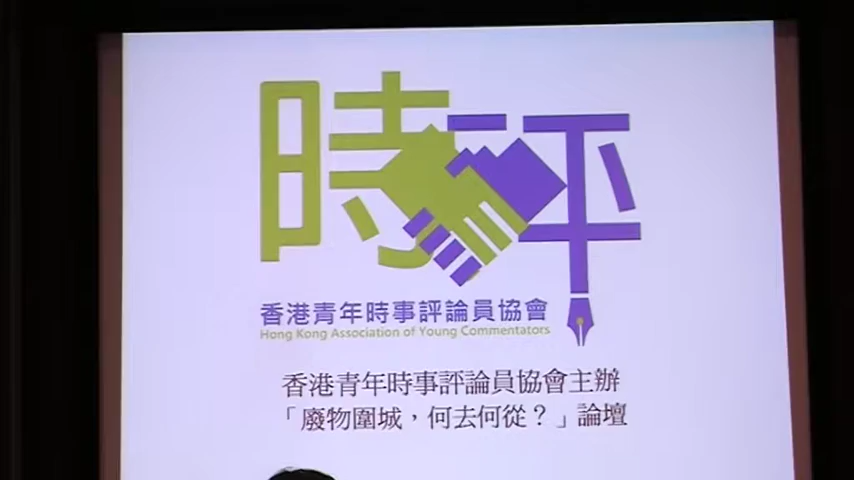 時評
香港青年時事評論員協會
Hong Kong Association of Young Commentators
香港青年時事評論員協會主辦
「廢物圍城，何去何從？」論壇